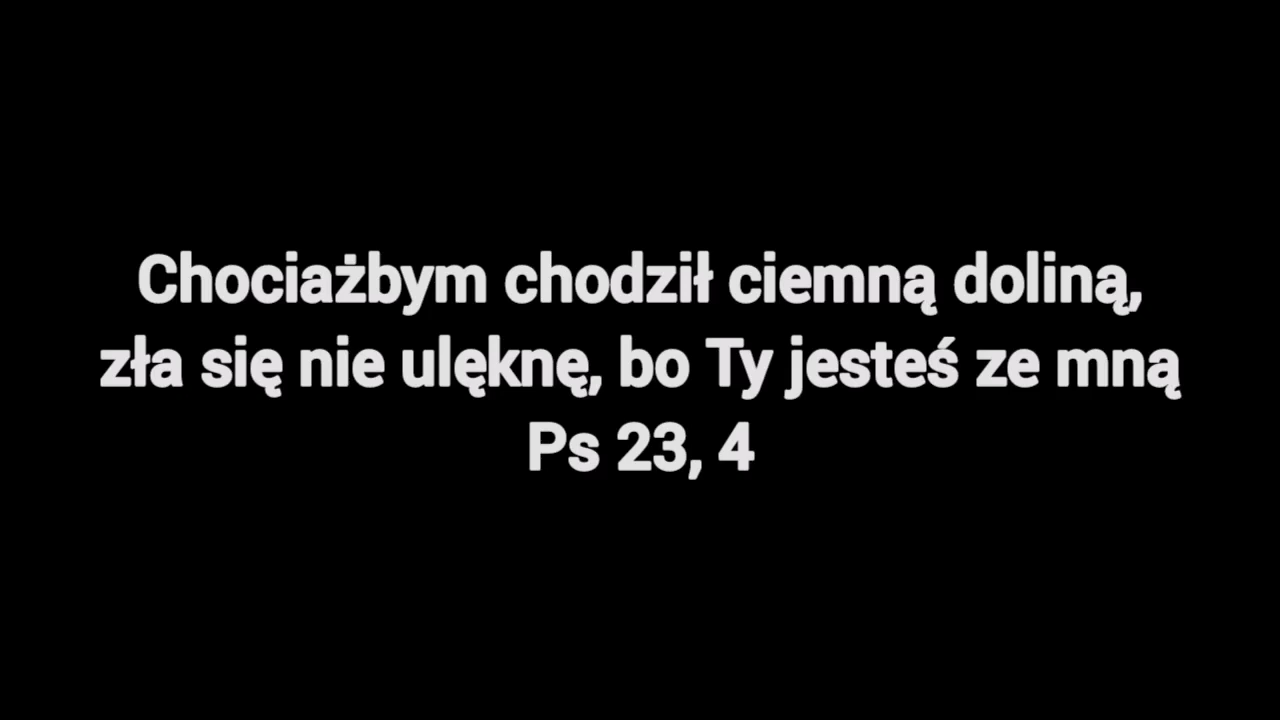 Chociażbym chodził ciemną doliną,
zła się nie ulęknę, bo Ty jesteś ze mną
Ps 23, 4